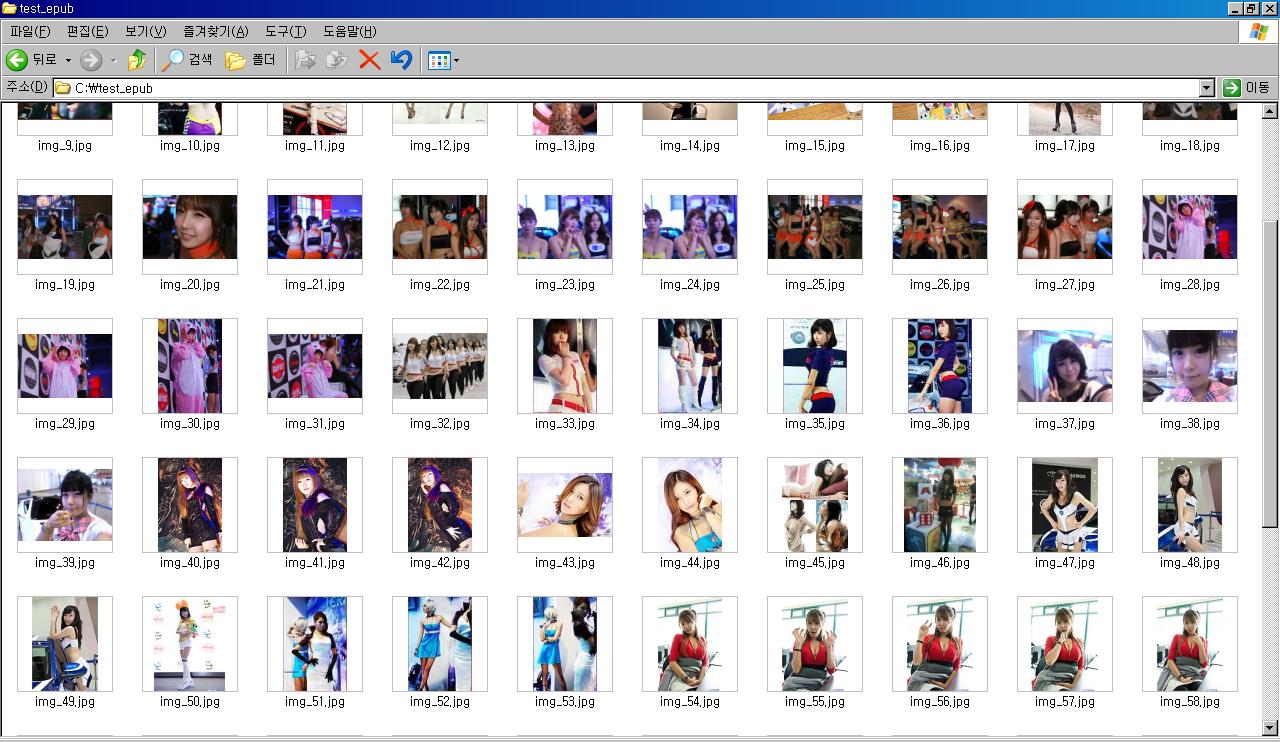 test_epub
파일(F) 편집(E) 보기(V) 즐겨찾기(A) 도구(T) 도움말(H)
뒤로 검색 폴더
주소(D) C:\test_epub 이동
img_9.jpg img_10.jpg img_11.jpg img_12.jpg img_13.jpg img_14.jpg img_15.jpg img_16.jpg img_17.jpg img_18.jpg
img_19.jpg img_20.jpg img_21.jpg img_22.jpg img_23.jpg img_24.jpg img_25.jpg img_26.jpg img_27.jpg img_28.jpg
img_29.jpg img_30.jpg img_31.jpg img_32.jpg img_33.jpg img_34.jpg img_35.jpg img_36.jpg img_37.jpg img_38.jpg
img_39.jpg img_40.jpg img_41.jpg img_42.jpg img_43.jpg img_44.jpg img_45.jpg img_46.jpg img_47.jpg img_48.jpg
img_49.jpg img_50.jpg img_51.jpg img_52.jpg img_53.jpg img_54.jpg img_55.jpg img_56.jpg img_57.jpg img_58.jpg